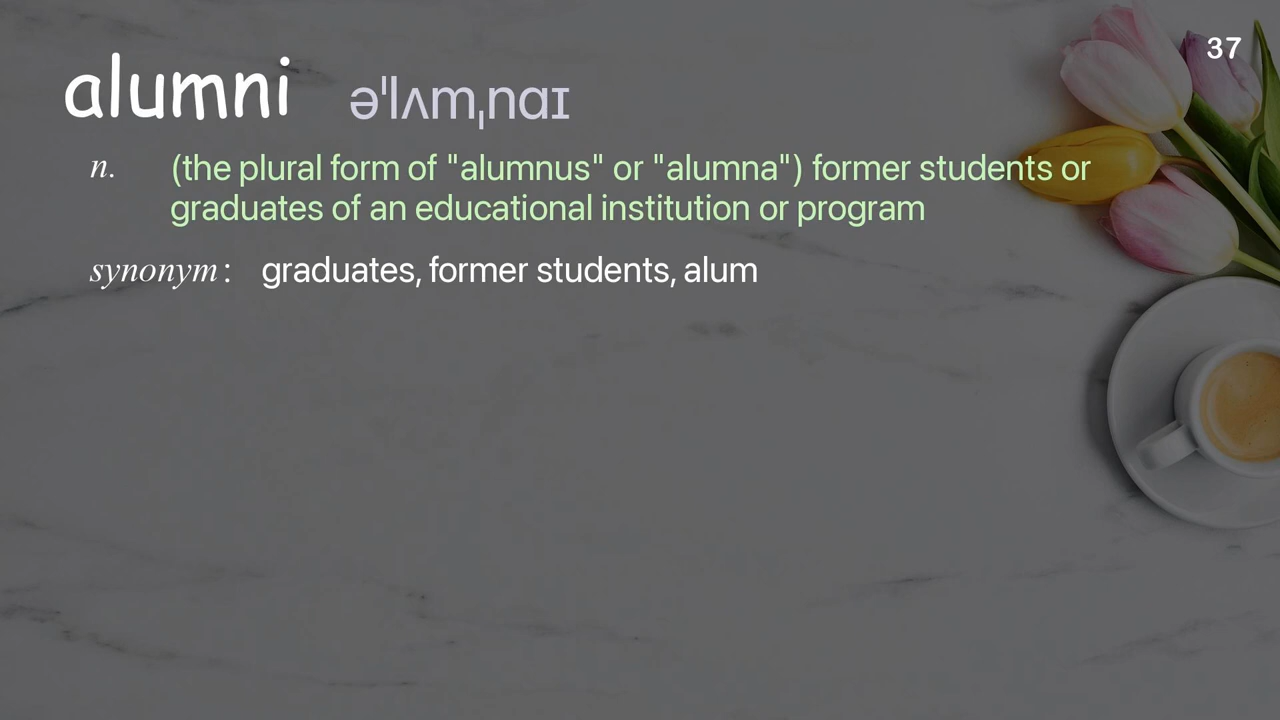 37
alumni əˈlʌmˌnɑɪ
n. (the plural form of "alumnus" or "alumna") former students or
graduates of an educational institution or program
synonym: graduates, former students, alum